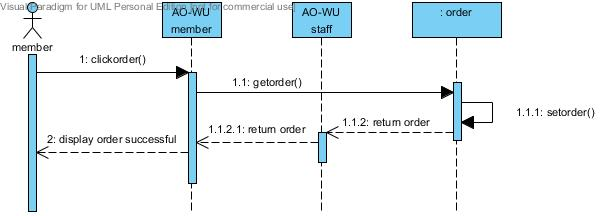 Visual Paradigm for UML Personal Edition [not for commercial use]
member
AO-WU
member
AO-WU
staff
: order
1: clickorder()
1.1: getorder()
1.1.1: setorder()
1.1.2: return order
1.1.2.1: return order
2: display order successful